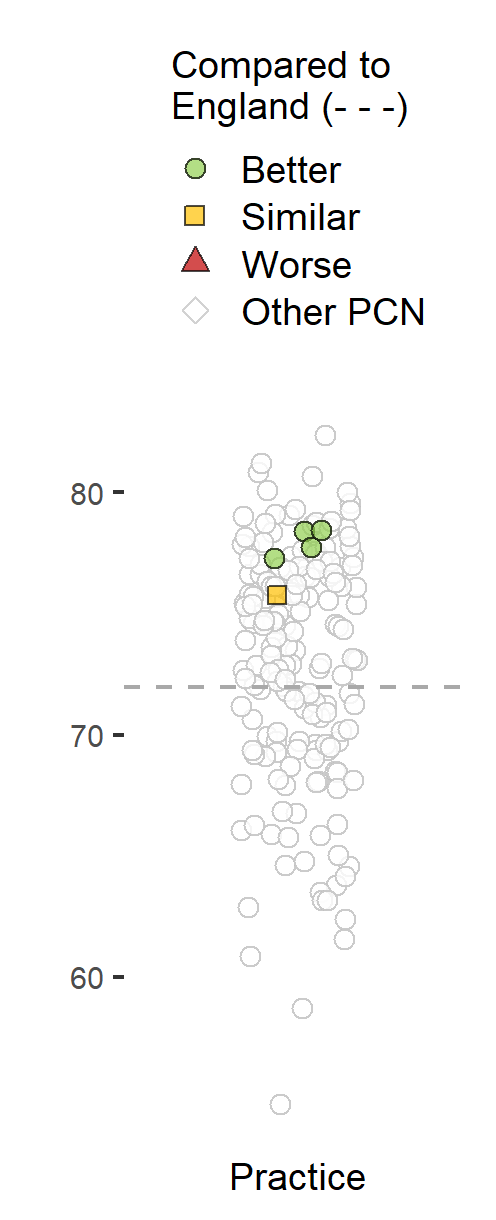 Compared to
England (- - -)
Better
Similar
Worse
Other PCN
80
70
60
Practice